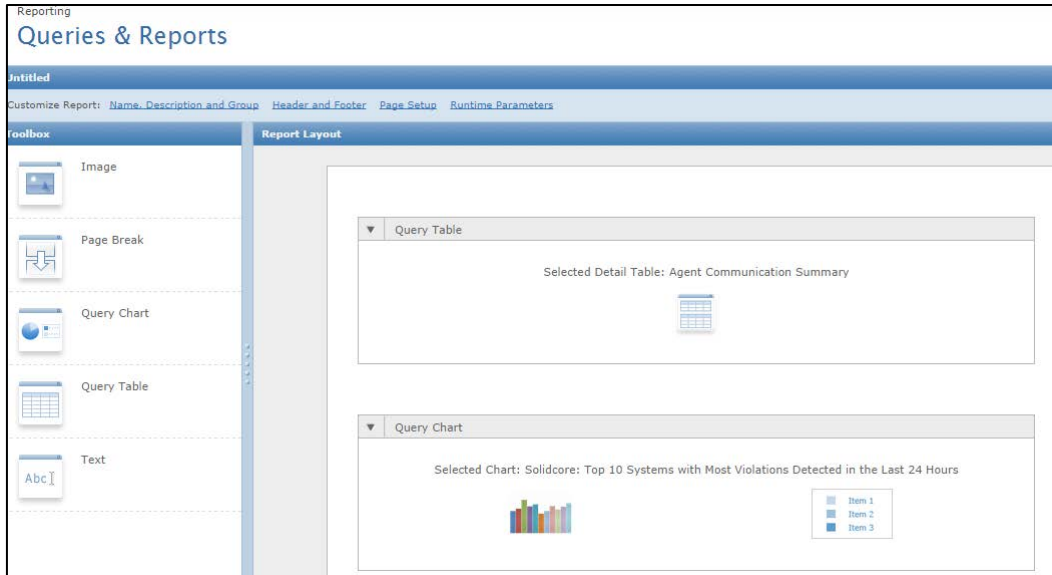 Reporting
Queries & Reports
Untitled
Customize Report: Name, Description and Group Header and Footer Page Setup Runtime Parameters
Toolbox
Report Layout
Image
Page Break
Query Chart
Query Table
Abc Text
Query Table
Selected Detail Table: Agent Communication Summary
Query Chart
Selected Chart: Solidcore: Top 10 Systems with Most Violations Detected in the Last 24 Hours
Item 1
Item 2
Item 3